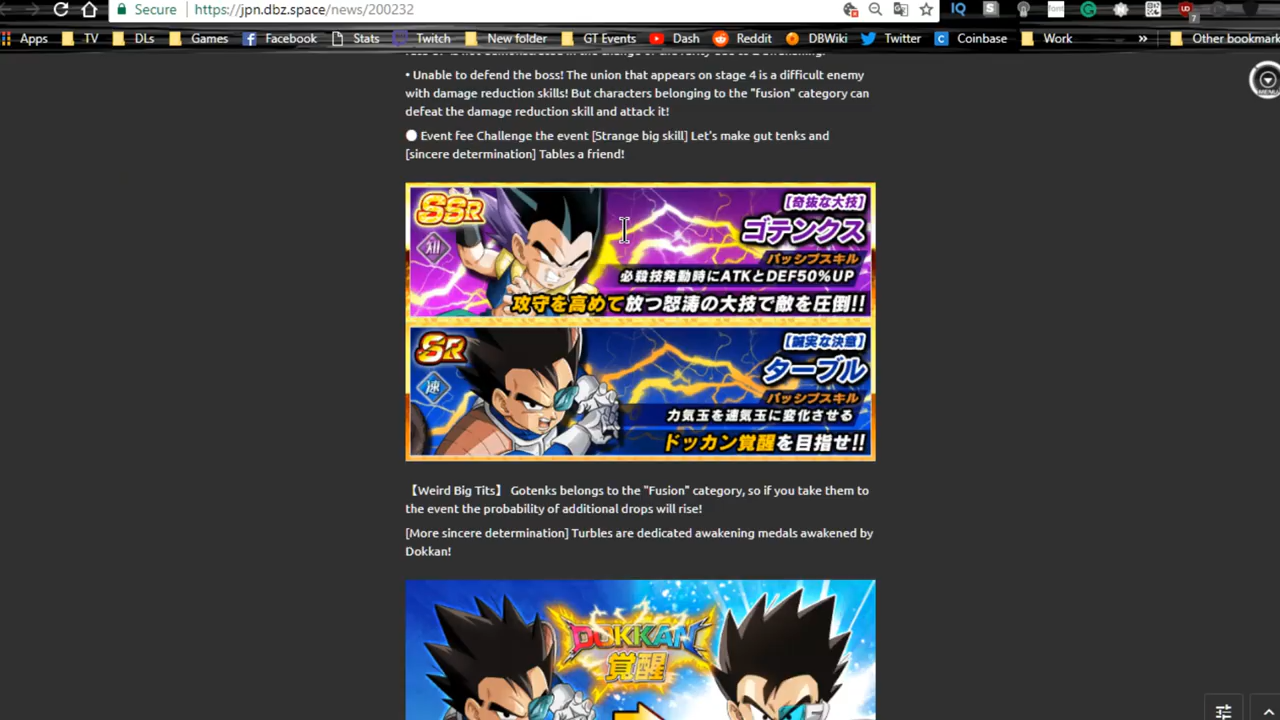 Secure
https://jpn.dbz.space/news/200232
IQ
S
font
UD
7
Apps
TV
DLs
Games
Facebook
Stats
Twitch
New folder
GT Events
Dash
Reddit
DBWiki
Twitter
Coinbase
Work
»
Other bookmark
MENU
• Unable to defend the boss! The union that appears on stage 4 is a difficult enemy
with damage reduction skills! But characters belonging to the "fusion" category can
defeat the damage reduction skill and attack it!
Event fee Challenge the event [Strange big skill] Let's make gut tenks and
[sincere determination] Tables a friend!
SSR
[奇抜な大技]
ゴテンクス
パッシブスキル
必殺技発動時にATKとDEF50%UP
攻守を高めて放つ怒涛の大技で敵を圧倒!!
SR
速
[誠実な決意]
ターブル
パッシブスキル
力気玉を速気玉に変化させる
ドッカン覚醒を目指せ!!
【Weird Big Tits】 Gotenks belongs to the "Fusion" category, so if you take them to
the event the probability of additional drops will rise!
[More sincere determination] Turbles are dedicated awakening medals awakened by
Dokkan!
DOKKAN
覚醒